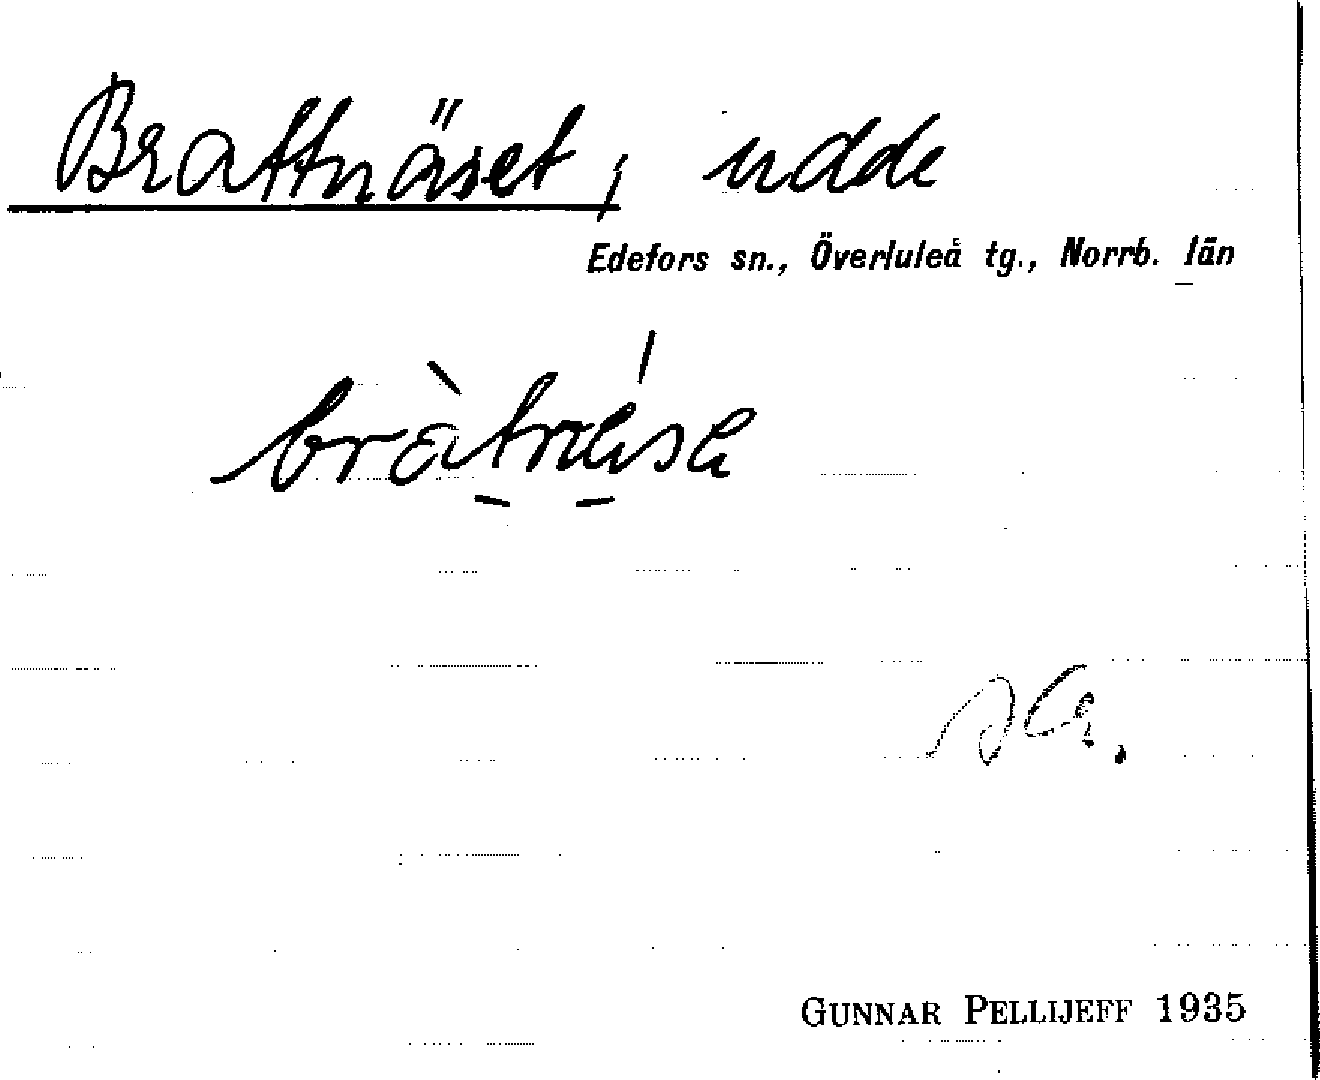 Brattnäset, udde
Edefors sn., Överluleå tg., Norrb. län
GUNNAR PELLIJEFF 1935